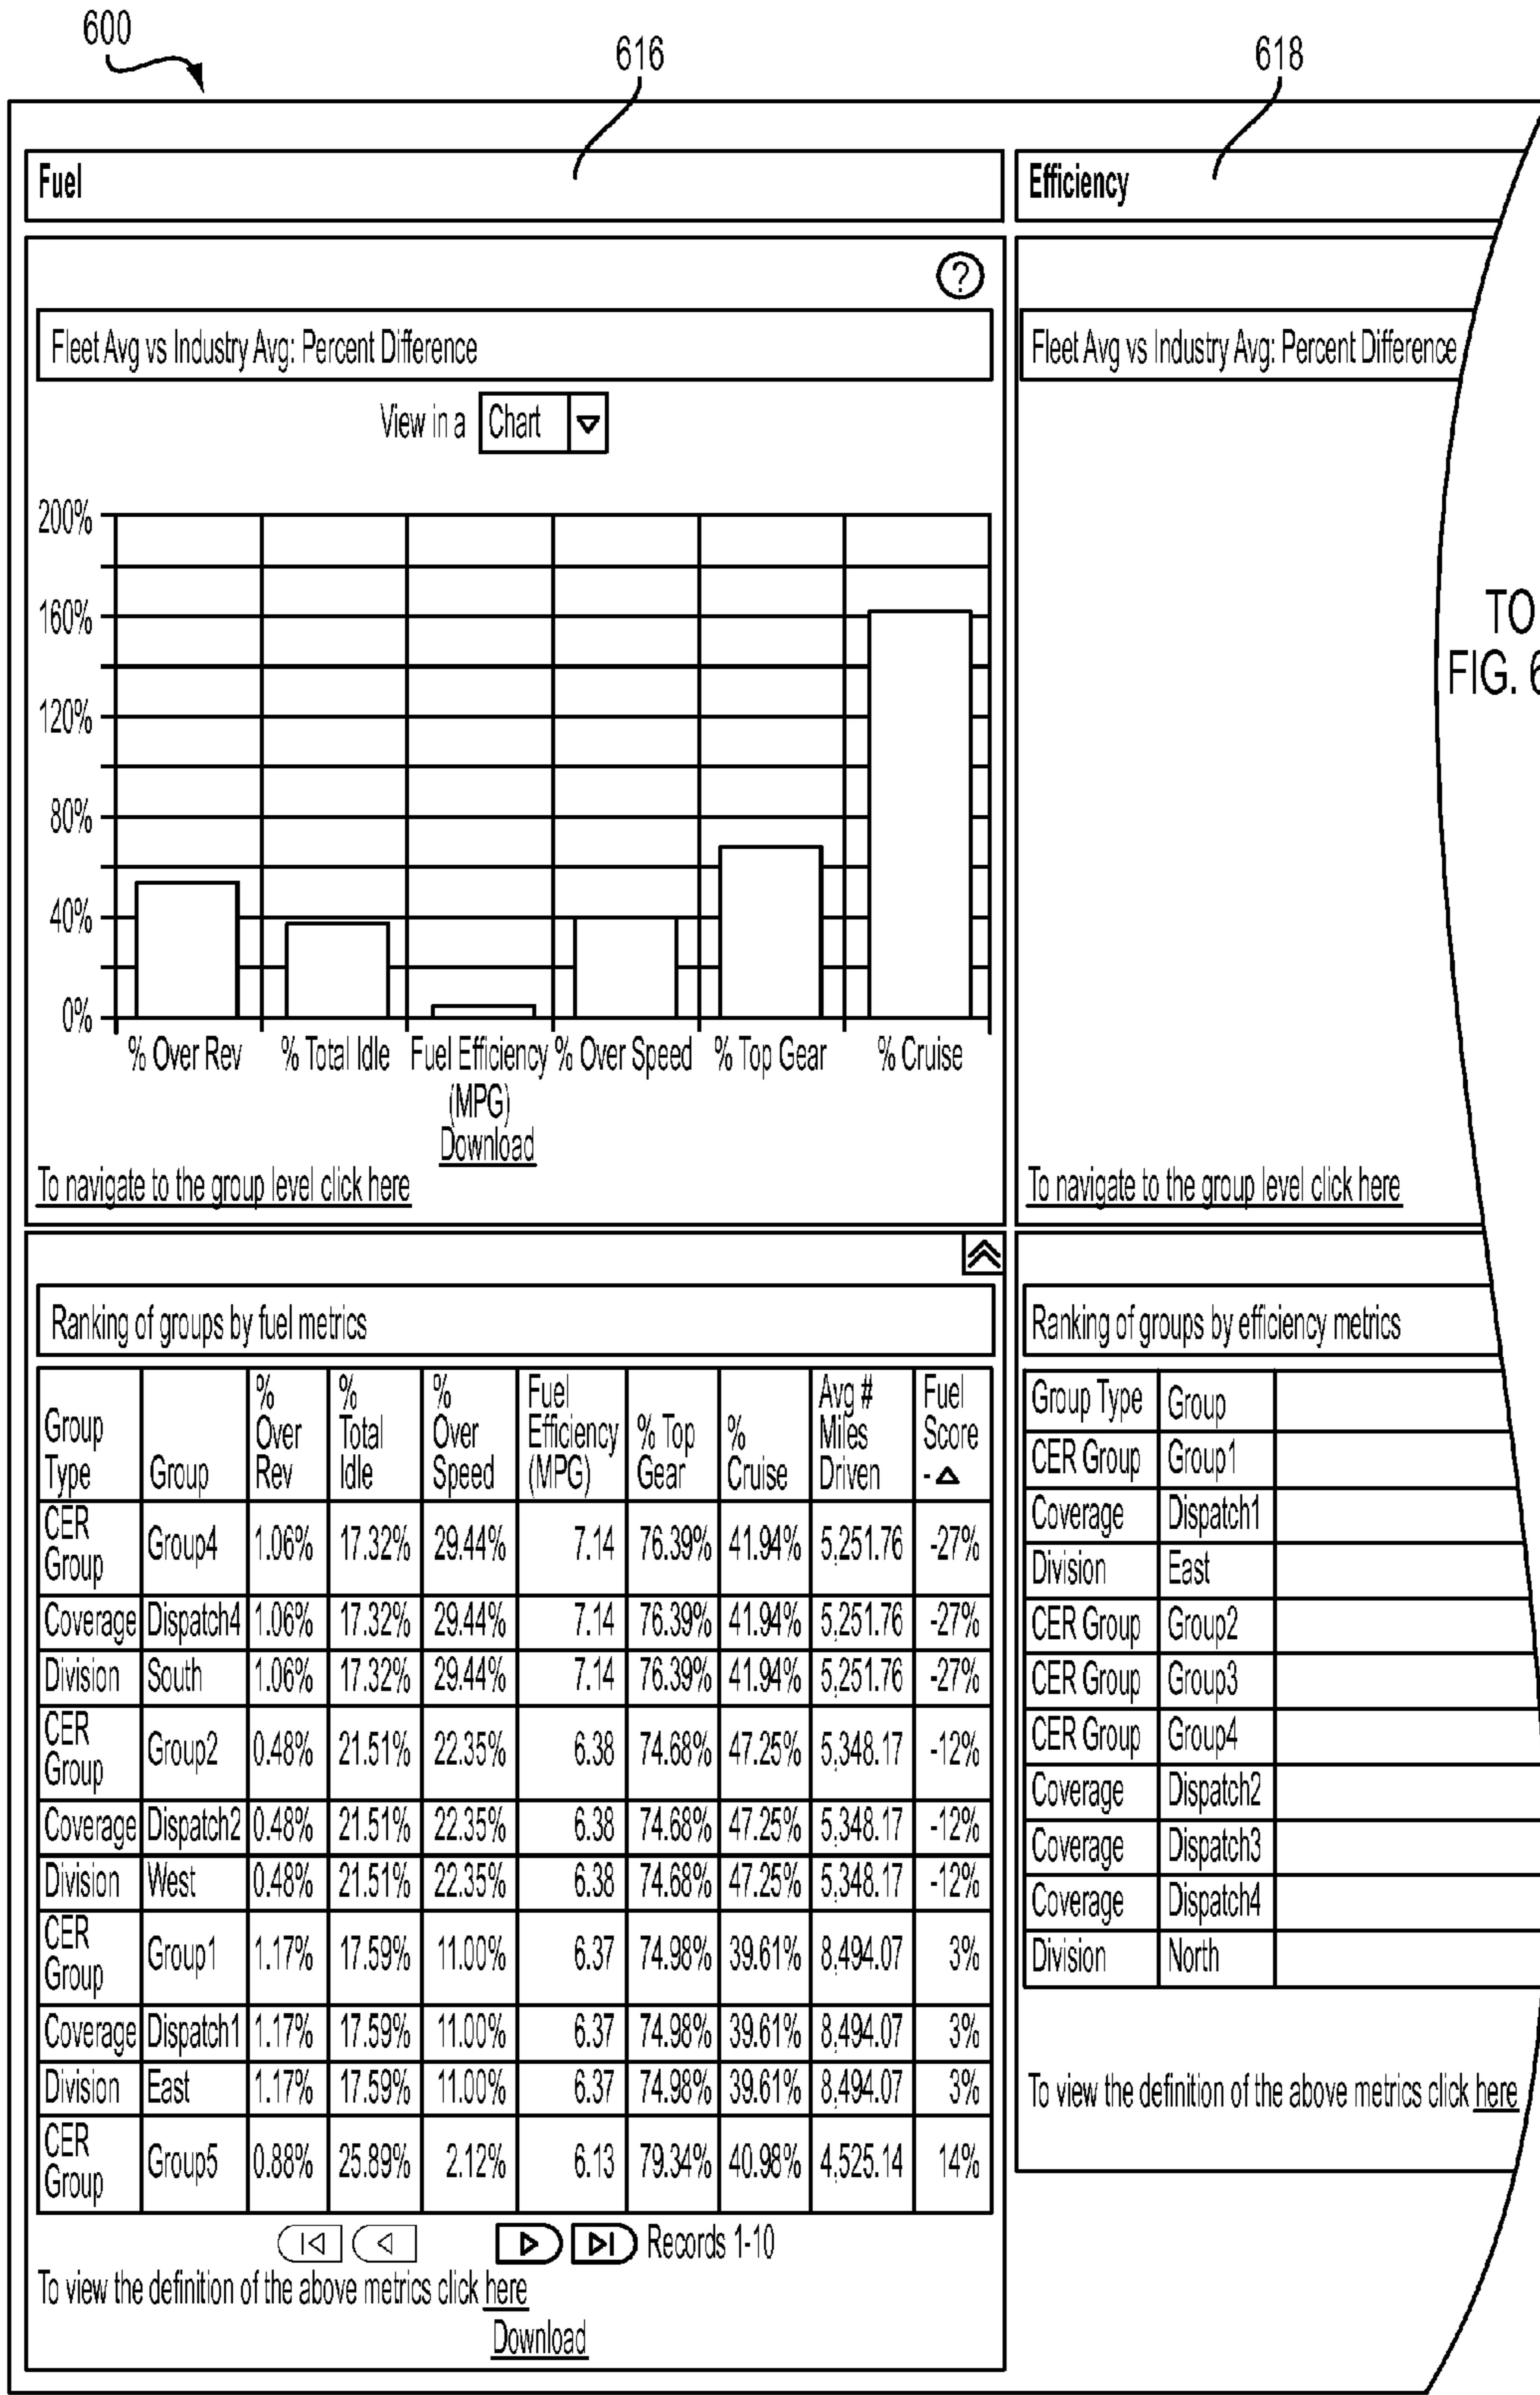 600
616
618
Fuel
Efficiency
?
Fleet Avg vs Industry Avg: Percent Difference
Fleet Avg vs Industry Avg: Percent Difference
View in a Chart
200%
160%
120%
80%
40%
0%
% Over Rev % Total Idle Fuel Efficiency % Over Speed % Top Gear % Cruise
(MPG)
Download
To navigate to the group level click here
To navigate to the group level click here
TO
FIG. 6
Ranking of groups by fuel metrics
Group Type Group % Over Rev % Total Idle % Over Speed Fuel Efficiency (MPG) % Top Gear % Cruise Avg # Miles Driven Fuel Score -
CER Group Group4 1.06% 17.32% 29.44% 7.14 76.39% 41.94% 5,251.76 -27%
Coverage Dispatch4 1.06% 17.32% 29.44% 7.14 76.39% 41.94% 5,251.76 -27%
Division South 1.06% 17.32% 29.44% 7.14 76.39% 41.94% 5,251.76 -27%
CER Group Group2 0.48% 21.51% 22.35% 6.38 74.68% 47.25% 5,348.17 -12%
Coverage Dispatch2 0.48% 21.51% 22.35% 6.38 74.68% 47.25% 5,348.17 -12%
Division West 0.48% 21.51% 22.35% 6.38 74.68% 47.25% 5,348.17 -12%
CER Group Group1 1.17% 17.59% 11.00% 6.37 74.98% 39.61% 8,494.07 3%
Coverage Dispatch1 1.17% 17.59% 11.00% 6.37 74.98% 39.61% 8,494.07 3%
Division East 1.17% 17.59% 11.00% 6.37 74.98% 39.61% 8,494.07 3%
CER Group Group5 0.88% 25.89% 2.12% 6.13 79.34% 40.98% 4,525.14 14%
Records 1-10
To view the definition of the above metrics click here
Download
Ranking of groups by efficiency metrics
Group Type Group
CER Group Group1
Coverage Dispatch1
Division East
CER Group Group2
CER Group Group3
CER Group Group4
Coverage Dispatch2
Coverage Dispatch3
Coverage Dispatch4
Division North
To view the definition of the above metrics click here